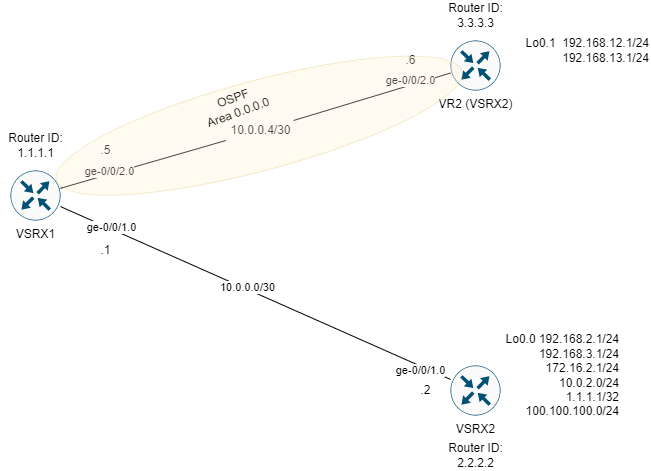 Router ID:
3.3.3.3
Lo0.1 192.168.12.1/24
192.168.13.1/24
.6
ge-0/0/2.0
VR2 (VSRX2)
OSPF
Area 0.0.0.0
10.0.0.4/30
Router ID:
1.1.1.1
.5
ge-0/0/2.0
VSRX1
ge-0/0/1.0
.1
10.0.0.0/30
Lo0.0 192.168.2.1/24
192.168.3.1/24
172.16.2.1/24
10.0.2.0/24
1.1.1.1/32
100.100.100.0/24
ge-0/0/1.0
.2
VSRX2
Router ID:
2.2.2.2